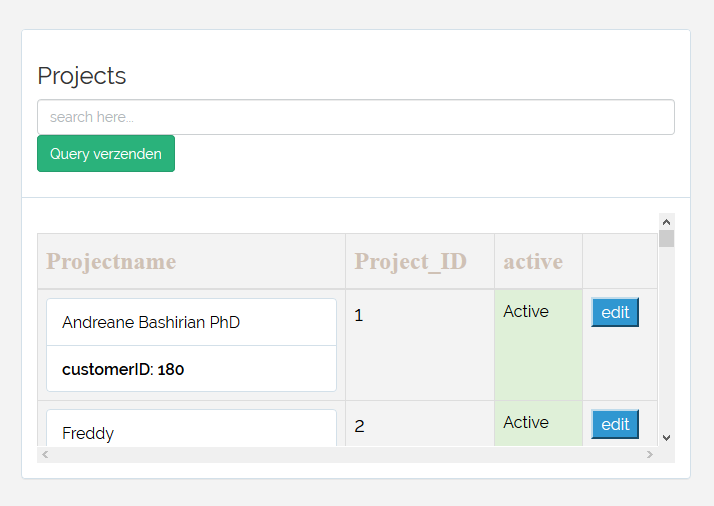 Projects
search here...
Query verzenden
Projectname Project_ID active
Andreane Bashirian PhD 1 Active edit
customerID: 180
Freddy 2 Active edit